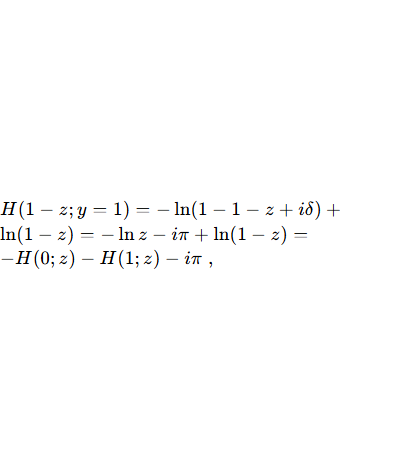 H(1 − z; y = 1) = − ln(1 − 1 − z + iδ) +
ln(1 − z) = − ln z − iπ + ln(1 − z) =
−H(0; z) − H(1; z) − iπ ,